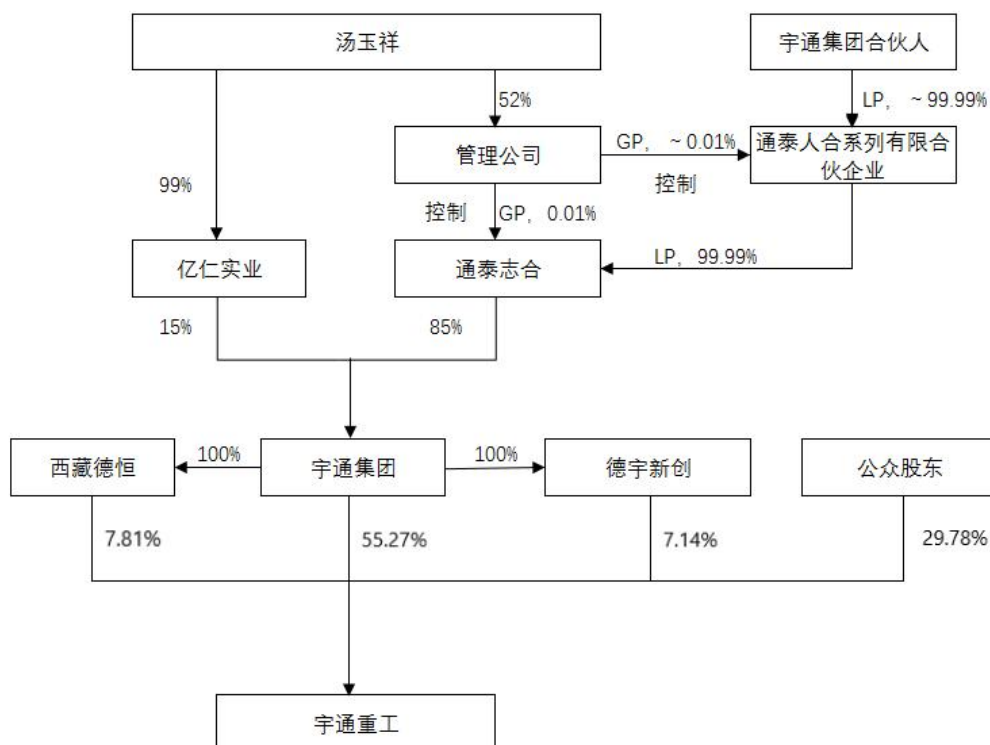 汤玉祥
宇通集团合伙人
52%
LP, ~99.99%
管理公司
GP, ~0.01%
通泰人合系列有限合
伙企业
99%
控制
控制
GP, 0.01%
亿仁实业
通泰志合
LP, 99.99%
15%
85%
西藏德恒
100%
宇通集团
100%
德宇新创
公众股东
7.81%
55.27%
7.14%
29.78%
宇通重工